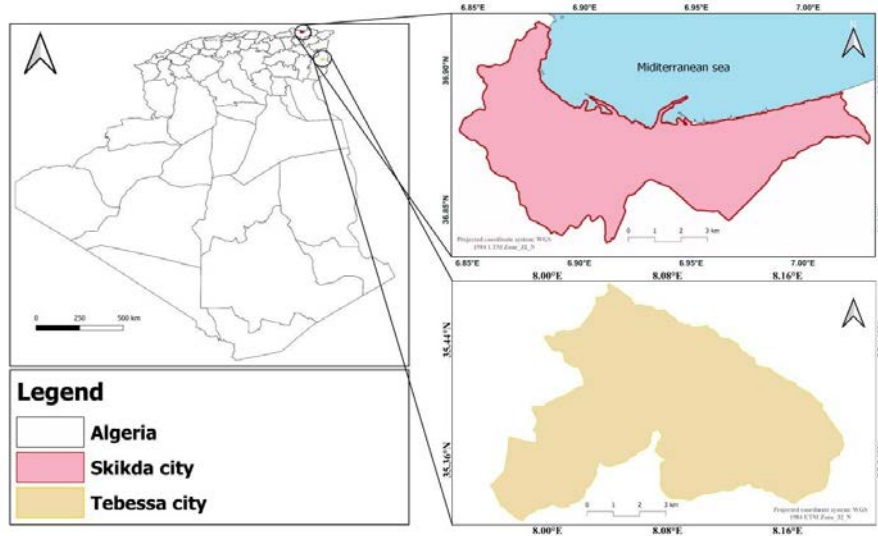 0 250 500 km
Legend
Algeria
Skikda city
Tebessa city
6.85°E 6.90°E 6.95°E 7.00°E
36.90°N
36.85°N
Miditerranean sea
0 1 2 3 km
Projected coordinate system: WGS
1984 UTM Zone_32_N
6.85°E 6.90°E 6.95°E 7.00°E
8.00°E 8.08°E 8.16°E
35.44°N
35.36°N
0 1 2 3 km
Projected coordinate system: WGS
1984 UTM Zone_32_N
8.00°E 8.08°E 8.16°E